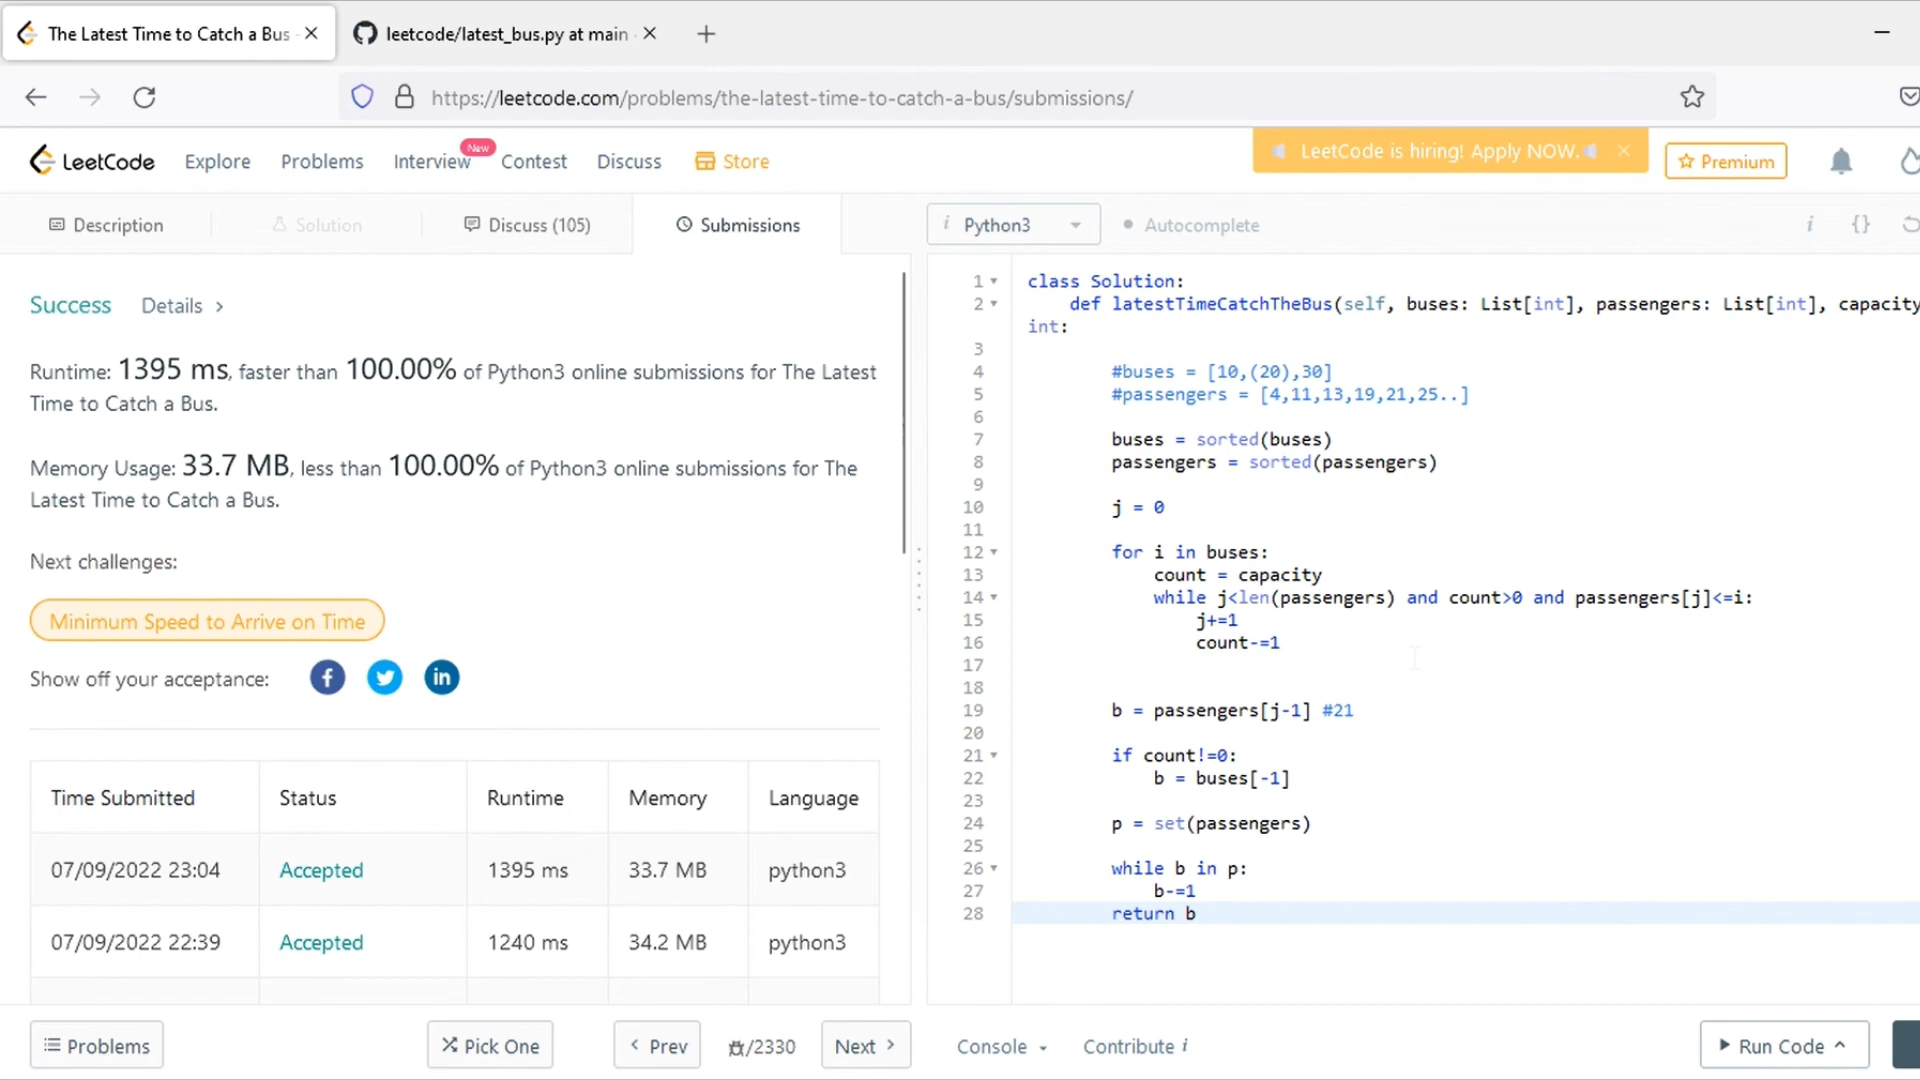 The Latest Time to Catch a Bus -
leetcode/latest_bus.py at main ·
https://leetcode.com/problems/the-latest-time-to-catch-a-bus/submissions/
LeetCode Explore Problems Interview New Contest Discuss Store
LeetCode is hiring! Apply NOW.
Premium
Description Solution Discuss (105) Submissions
i Python3 Autocomplete i {}
Success Details >
Runtime: 1395 ms, faster than 100.00% of Python3 online submissions for The Latest
Time to Catch a Bus.
Memory Usage: 33.7 MB, less than 100.00% of Python3 online submissions for The
Latest Time to Catch a Bus.
Next challenges:
Minimum Speed to Arrive on Time
Show off your acceptance: f in
Time Submitted Status Runtime Memory Language
07/09/2022 23:04 Accepted 1395 ms 33.7 MB python3
07/09/2022 22:39 Accepted 1240 ms 34.2 MB python3
1 class Solution:
2 def latestTimeCatchTheBus(self, buses: List[int], passengers: List[int], capacity
int:
3
4 #buses = [10,(20),30]
5 #passengers = [4,11,13,19,21,25..]
6
7 buses = sorted(buses)
8 passengers = sorted(passengers)
9
10 j = 0
11
12 for i in buses:
13 count = capacity
14 while j<len(passengers) and count>0 and passengers[j]<=i:
15 j+=1
16 count-=1
17
18
19 b = passengers[j-1] #21
20
21 if count!=0:
22 b = buses[-1]
23
24 p = set(passengers)
25
26 while b in p:
27 b-=1
28 return b
Problems Pick One < Prev /2330 Next > Console Contribute i Run Code